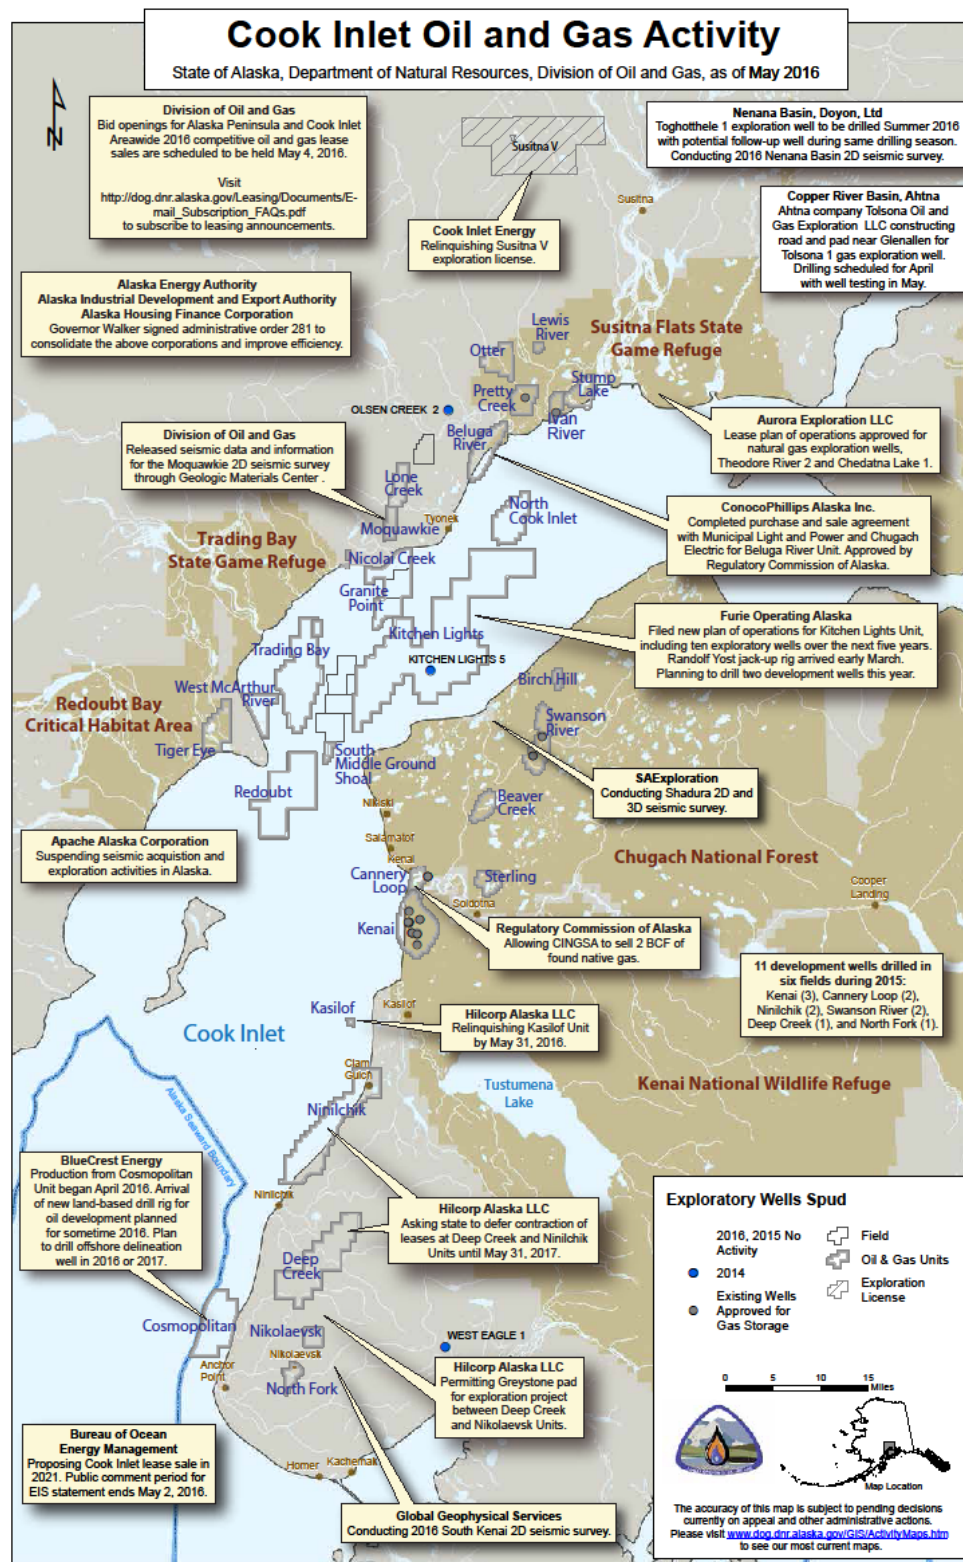 Cook Inlet Oil and Gas Activity
State of Alaska, Department of Natural Resources, Division of Oil and Gas, as of May 2016
N
Division of Oil and Gas
Bid openings for Alaska Peninsula and Cook Inlet
Areawide 2016 competitive oil and gas lease
sales are scheduled to be held May 4, 2016.
Visit
http://dog.dnr.alaska.gov/Leasing/Documents/E-
mail_Subscription_FAQs.pdf
to subscribe to leasing announcements.
Susitna V
Nenana Basin, Doyon, Ltd
Toghotthele 1 exploration well to be drilled Summer 2016
with potential follow-up well during same drilling season.
Conducting 2016 Nenana Basin 2D seismic survey.
Susitna
Copper River Basin, Ahtna
Ahtna company Tolsona Oil and
Gas Exploration LLC constructing
road and pad near Glenallen for
Tolsona 1 gas exploration well.
Drilling scheduled for April
with well testing in May.
Cook Inlet Energy
Relinquishing Susitna V
exploration license.
Alaska Energy Authority
Alaska Industrial Development and Export Authority
Alaska Housing Finance Corporation
Governor Walker signed administrative order 281 to
consolidate the above corporations and improve efficiency.
Lewis
River
Susitna Flats State
Game Refuge
Otter
Stump
Lake
Pretty
Creek
OLSEN CREEK 2
Ivan
River
Beluga
River
Aurora Exploration LLC
Lease plan of operations approved for
natural gas exploration wells,
Theodore River 2 and Chedatna Lake 1.
Division of Oil and Gas
Released seismic data and information
for the Moquawkie 2D seismic survey
through Geologic Materials Center .
Lone
Creek
North
Cook Inlet
Moquawkie
Tyonek
ConocoPhillips Alaska Inc.
Completed purchase and sale agreement
with Municipal Light and Power and Chugach
Electric for Beluga River Unit. Approved by
Regulatory Commission of Alaska.
Trading Bay
State Game Refuge
Nicolai Creek
Granite
Point
Kitchen Lights
Furie Operating Alaska
Filed new plan of operations for Kitchen Lights Unit,
including ten exploratory wells over the next five years.
Randolf Yost jack-up rig arrived early March.
Planning to drill two development wells this year.
Trading Bay
KITCHEN LIGHTS 5
Birch Hill
West McArthur
River
Redoubt Bay
Critical Habitat Area
Swanson
River
Tiger Eye
South
Middle Ground
Shoal
SAExploration
Conducting Shadura 2D and
3D seismic survey.
Redoubt
Beaver
Creek
Nikiski
Salamatof
Apache Alaska Corporation
Suspending seismic acquistion and
exploration activities in Alaska.
Chugach National Forest
Kenai
Cannery
Loop
Sterling
Cooper
Landing
Soldotna
Kenai
Regulatory Commission of Alaska
Allowing CINGSA to sell 2 BCF of
found native gas.
11 development wells drilled in
six fields during 2015:
Kenai (3), Cannery Loop (2),
Ninilchik (2), Swanson River (2),
Deep Creek (1), and North Fork (1).
Kasilof
Kasilof
Cook Inlet
Hilcorp Alaska LLC
Relinquishing Kasilof Unit
by May 31, 2016.
Clam
Gulch
Tustumena
Lake
Kenai National Wildlife Refuge
Ninilchik
Alaska Seaward Boundary
BlueCrest Energy
Production from Cosmopolitan
Unit began April 2016. Arrival
of new land-based drill rig for
oil development planned
for sometime 2016. Plan
to drill offshore delineation
well in 2016 or 2017.
Ninilchik
Hilcorp Alaska LLC
Asking state to defer contraction of
leases at Deep Creek and Ninilchik
Units until May 31, 2017.
Deep
Creek
Cosmopolitan
Nikolaevsk
WEST EAGLE 1
Anchor
Point
Nikolaevsk
North Fork
Hilcorp Alaska LLC
Permitting Greystone pad
for exploration project
between Deep Creek
and Nikolaevsk Units.
Bureau of Ocean
Energy Management
Proposing Cook Inlet lease sale in
2021. Public comment period for
EIS statement ends May 2, 2016.
Homer
Kachemak
Global Geophysical Services
Conducting 2016 South Kenai 2D seismic survey.
Exploratory Wells Spud
2016, 2015 No
Activity
2014
Existing Wells
Approved for
Gas Storage
Field
Oil & Gas Units
Exploration
License
0 5 10 15
Miles
Map Location
The accuracy of this map is subject to pending decisions
currently on appeal and other administrative actions.
Please visit www.dog.dnr.alaska.gov/GIS/ActivityMaps.htm
to see our most current maps.